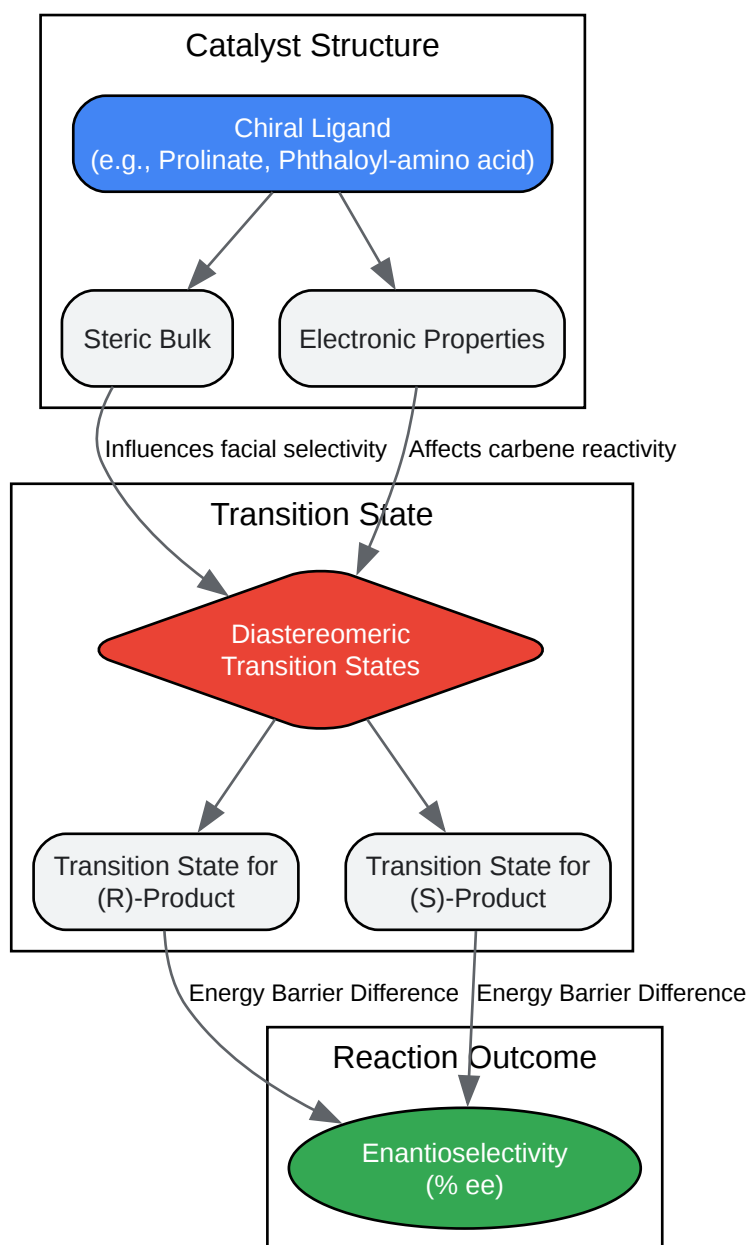 Catalyst Structure
Chiral Ligand
(e.g., Prolinate, Phthaloyl-amino acid)
Steric Bulk
Electronic Properties
Influences facial selectivity
Affects carbene reactivity
Transition State
Diastereomeric
Transition States
Transition State for
(R)-Product
Transition State for
(S)-Product
Energy Barrier Difference
Energy Barrier Difference
Reaction Outcome
Enantioselectivity
(% ee)